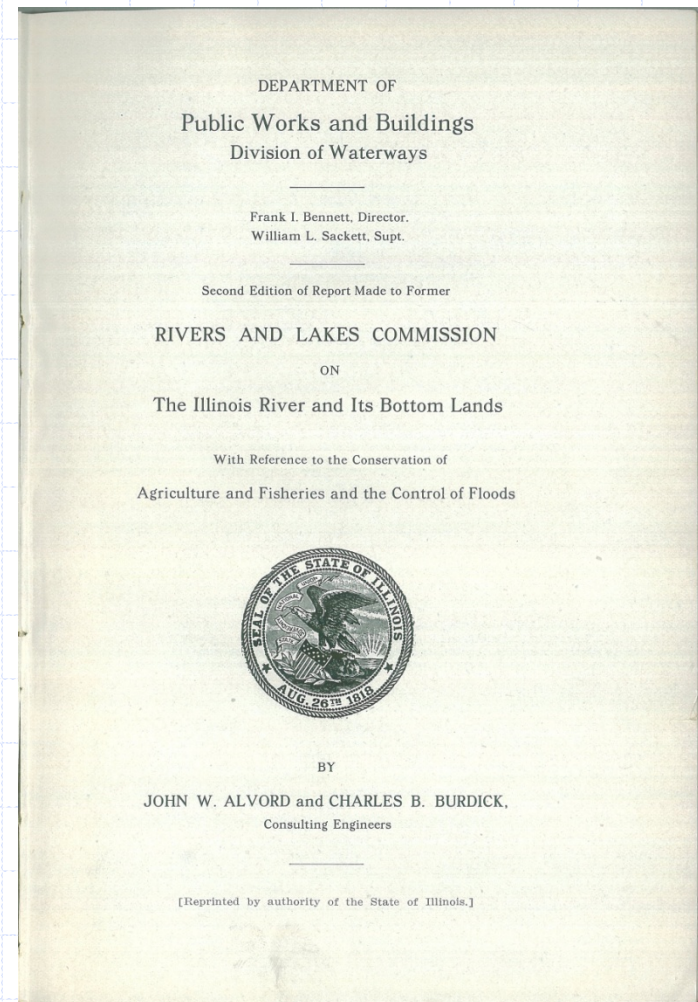 DEPARTMENT OF
Public Works and Buildings
Division of Waterways
Frank I. Bennett, Director.
William L. Sackett, Supt.
Second Edition of Report Made to Former
RIVERS AND LAKES COMMISSION
ON
The Illinois River and Its Bottom Lands
With Reference to the Conservation of
Agriculture and Fisheries and the Control of Floods
SEAL OF THE STATE OF ILLINOIS
AUG. 26TH 1818
BY
JOHN W. ALVORD and CHARLES B. BURDICK,
Consulting Engineers
[Reprinted by authority of the State of Illinois.]